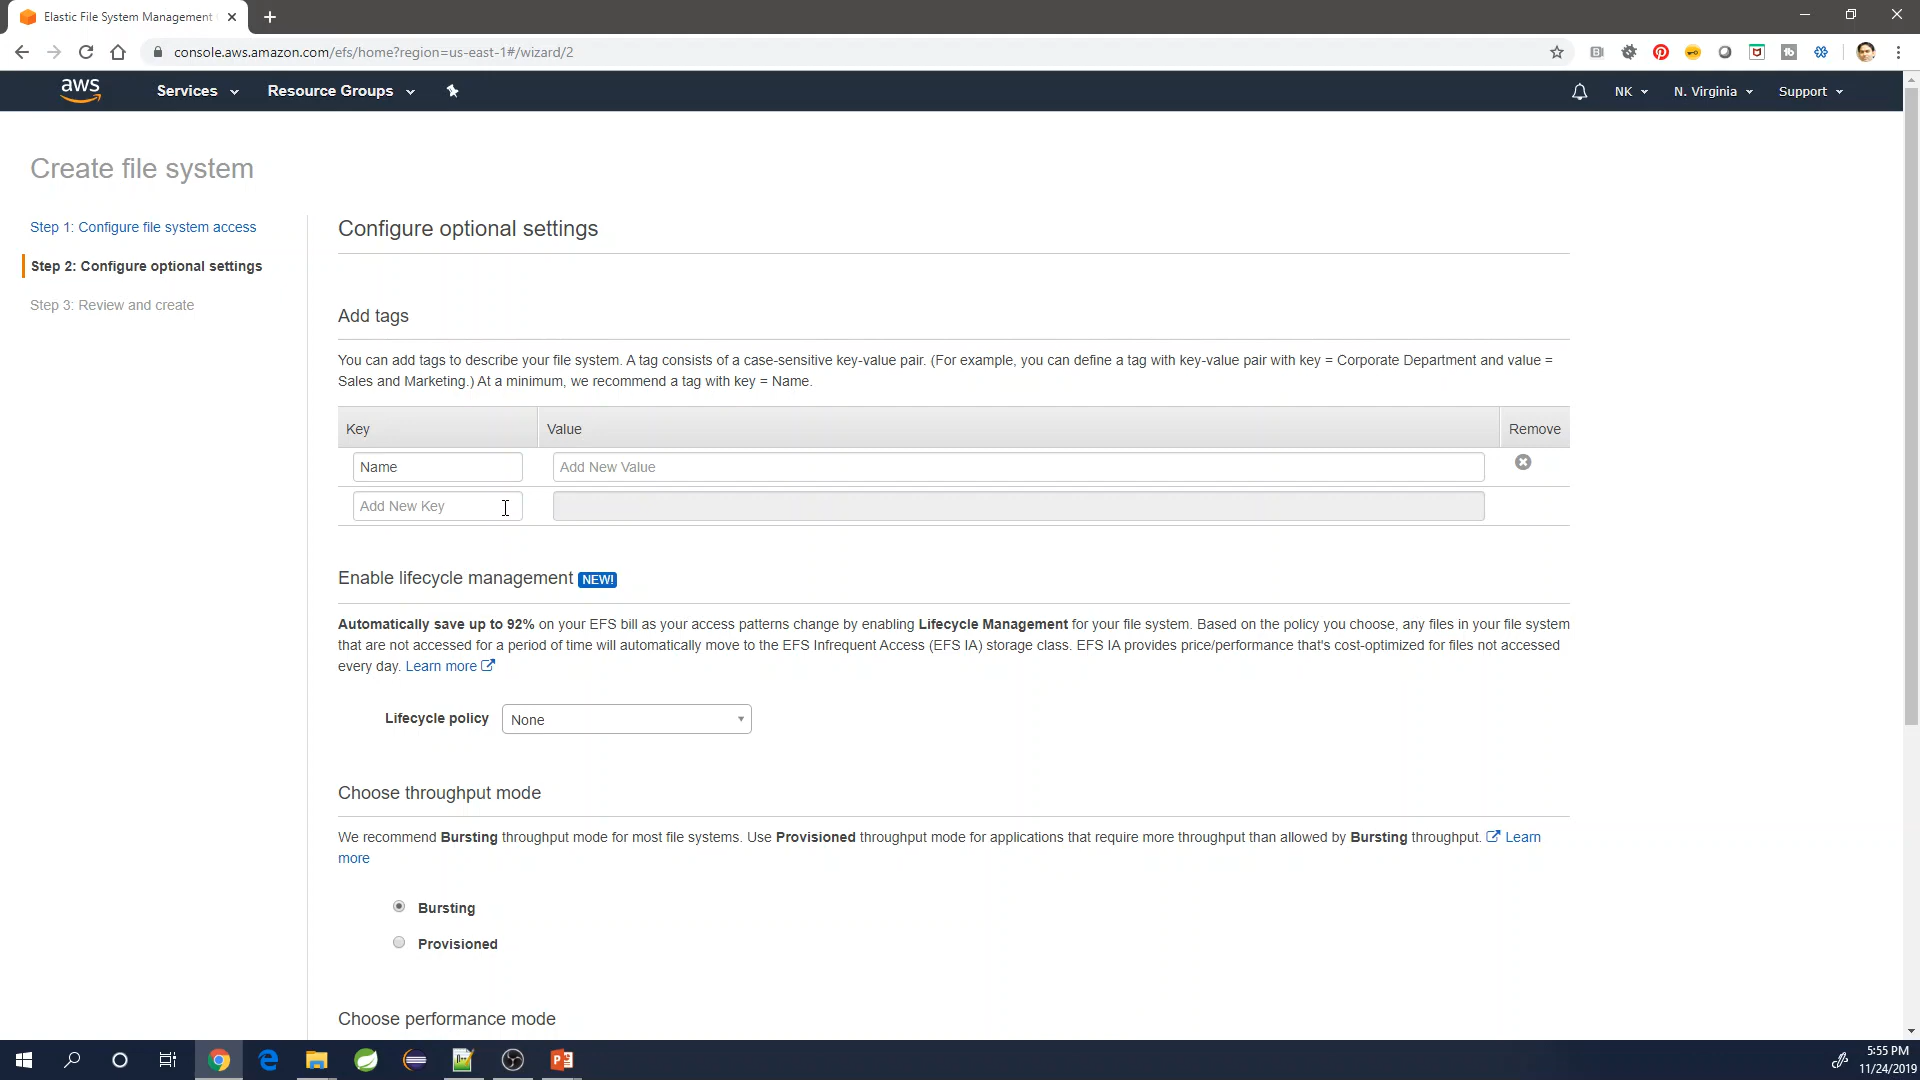 Elastic File System Management
console.aws.amazon.com/efs/home?region=us-east-1#/wizard/2
aws
Services
Resource Groups
NK
N. Virginia
Support
Create file system
Step 1: Configure file system access
Step 2: Configure optional settings
Step 3: Review and create
Configure optional settings
Add tags
You can add tags to describe your file system. A tag consists of a case-sensitive key-value pair. (For example, you can define a tag with key-value pair with key = Corporate Department and value =
Sales and Marketing.) At a minimum, we recommend a tag with key = Name.
Key
Value
Remove
Name
Add New Value
Add New Key
Enable lifecycle management NEW!
Automatically save up to 92% on your EFS bill as your access patterns change by enabling Lifecycle Management for your file system. Based on the policy you choose, any files in your file system
that are not accessed for a period of time will automatically move to the EFS Infrequent Access (EFS IA) storage class. EFS IA provides price/performance that's cost-optimized for files not accessed
every day. Learn more
Lifecycle policy
None
Choose throughput mode
We recommend Bursting throughput mode for most file systems. Use Provisioned throughput mode for applications that require more throughput than allowed by Bursting throughput. Learn
more
Bursting
Provisioned
Choose performance mode
5:55 PM
11/24/2019